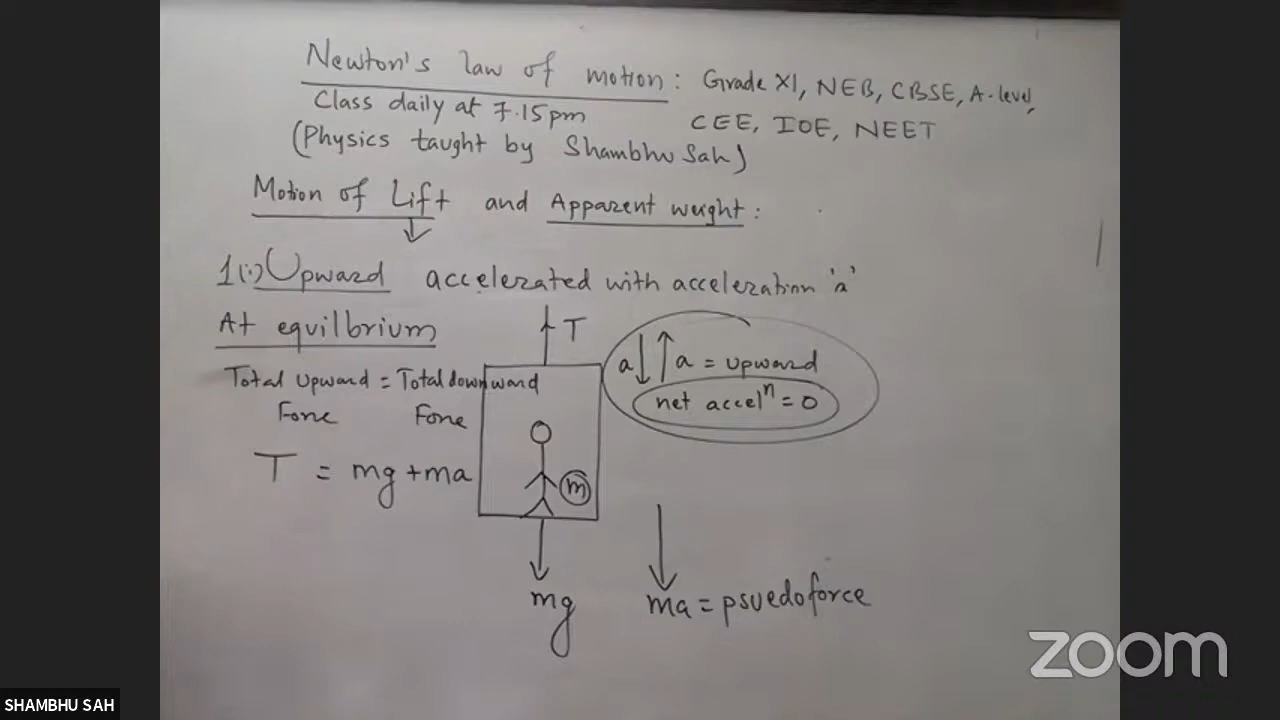 Newton's law of motion : Grade XI, NEB, CBSE, A-level,
Class daily at 7.15pm CEE, IOE, NEET
(Physics taught by Shambhu Sah)
Motion of Lift and Apparent weight :
1(i) Upward accelerated with acceleration 'a'
At equilbrium
T
a a = upward
net accelⁿ = 0
Total Upward = Total downward
Force Force
T = mg + ma
m
mg
ma = psuedoforce
zoom
SHAMBHU SAH